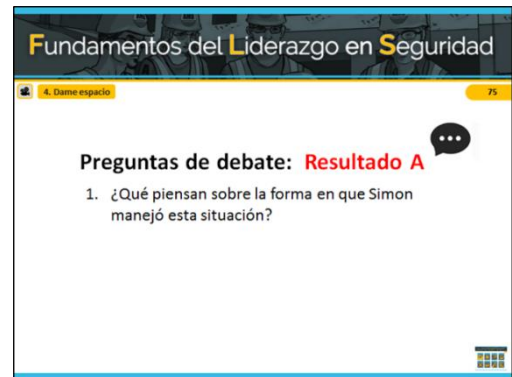 Fundamentos del Liderazgo en Seguridad
4. Dame espacio
75
Preguntas de debate: Resultado A
1. ¿Qué piensan sobre la forma en que Simon
manejó esta situación?